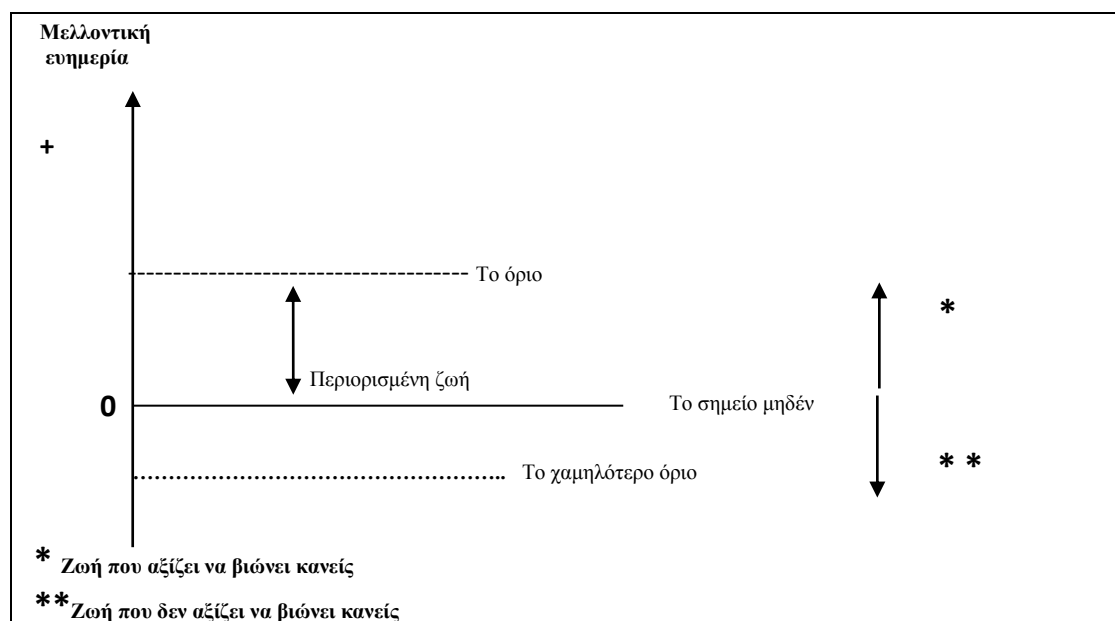 Μελλοντική
ευημερία
+
Το όριο
*
Περιορισμένη ζωή
0
Το σημείο μηδέν
Το χαμηλότερο όριο
* *
* Ζωή που αξίζει να βιώνει κανείς
**Ζωή που δεν αξίζει να βιώνει κανείς